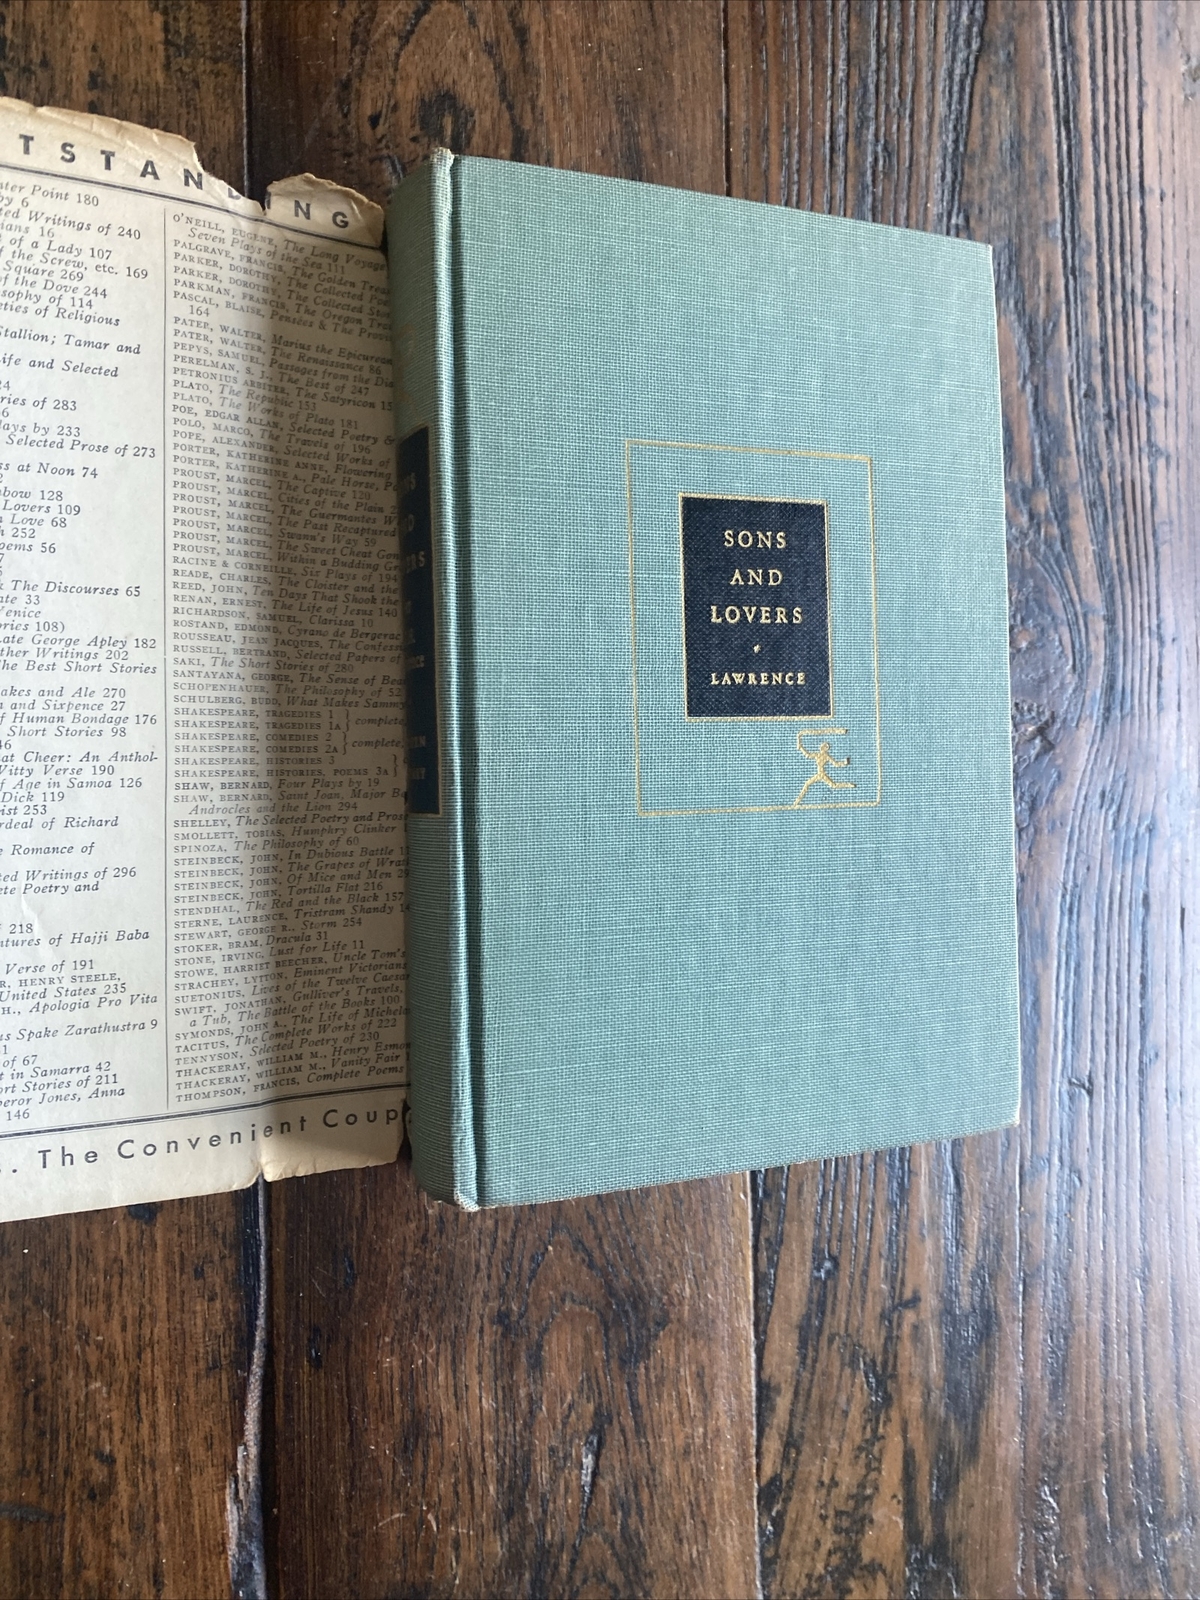 TSTANDING
ter Point 180
by 6
ted Writings of 240
ians 16
t of a Lady 107
f the Screw, etc. 169
Square 269
of the Dove 244
sophy of 114
eties of Religious
Stallion; Tamar and
ife and Selected
24
ries of 283
6
lays by 233
Selected Prose of 273
ss at Noon 74
2
nbow 128
Lovers 109
n Love 68
h 252
oems 56
7
& The Discourses 65
ate 33
Venice
ories 108)
Late George Apley 182
ther Writings 202
The Best Short Stories
akes and Ale 270
n and Sixpence 27
f Human Bondage 176
Short Stories 98
46
at Cheer: An Anthol-
Witty Verse 190
f Age in Samoa 126
Dick 119
ist 253
rdeal of Richard
e Romance of
ted Writings of 296
ete Poetry and
218
ntures of Hajji Baba
Verse of 191
R, HENRY STEELE,
United States 235
H., Apologia Pro Vita
us Spake Zarathustra 9
of 67
t in Samarra 42
ort Stories of 211
peror Jones, Anna
146
O'NEILL, EUGENE, The Long Voyage
Seven Plays of the Sea 111
PALGRAVE, FRANCIS, The Golden Treas
PARKER, DOROTHY, The Collected Poe
PARKER, DOROTHY, The Collected Stor
PARKMAN, FRANCIS, The Oregon Tra
PASCAL, BLAISE, Pensées & The Provin
164
PATER, WALTER, Marius the Epicurean
PATER, WALTER, The Renaissance 86
PEPYS, SAMUEL, Passages from the Dia
PERELMAN, S. J., The Best of 247
PETRONIUS ARBITER, The Satyricon 15
PLATO, The Republic 153
PLATO, The Works of Plato 181
POE, EDGAR ALLAN, Selected Poetry &
POLO, MARCO, The Travels of 196
POPE, ALEXANDER, Selected Works of
PORTER, KATHERINE ANNE, Flowering
PORTER, KATHERINE A., Pale Horse, P
PROUST, MARCEL, The Captive 120
PROUST, MARCEL, Cities of the Plain 2
PROUST, MARCEL, The Guermantes W
PROUST, MARCEL, The Past Recaptured
PROUST, MARCEL, Swann's Way 59
PROUST, MARCEL, The Sweet Cheat Gon
PROUST, MARCEL, Within a Budding G
RACINE & CORNEILLE, Six Plays of 194
READE, CHARLES, The Cloister and the
REED, JOHN, Ten Days That Shook the
RENAN, ERNEST, The Life of Jesus 140
RICHARDSON, SAMUEL, Clarissa 10
ROSTAND, EDMOND, Cyrano de Bergerac
ROUSSEAU, JEAN JACQUES, The Confess
RUSSELL, BERTRAND, Selected Papers of
SAKI, The Short Stories of 280
SANTAYANA, GEORGE, The Sense of Bea
SCHOPENHAUER, The Philosophy of 52
SCHULBERG, BUDD, What Makes Sammy
SHAKESPEARE, TRAGEDIES 1
SHAKESPEARE, TRAGEDIES 1A } complete,
SHAKESPEARE, COMEDIES 2
SHAKESPEARE, COMEDIES 2A } complete,
SHAKESPEARE, HISTORIES 3
SHAKESPEARE, HISTORIES, POEMS 3A }
SHAW, BERNARD, Four Plays by 19
SHAW, BERNARD, Saint Joan, Major Ba
Androcles and the Lion 294
SHELLEY, The Selected Poetry and Prose
SMOLLETT, TOBIAS, Humphry Clinker
SPINOZA, The Philosophy of 60
STEINBECK, JOHN, In Dubious Battle 1
STEINBECK, JOHN, The Grapes of Wrat
STEINBECK, JOHN, Of Mice and Men 29
STEINBECK, JOHN, Tortilla Flat 216
STENDHAL, The Red and the Black 157
STERNE, LAURENCE, Tristram Shandy 14
STEWART, GEORGE R., Storm 254
STOKER, BRAM, Dracula 31
STONE, IRVING, Lust for Life 11
STOWE, HARRIET BEECHER, Uncle Tom's
STRACHEY, LYTTON, Eminent Victorians
SUETONIUS, Lives of the Twelve Caesar
SWIFT, JONATHAN, Gulliver's Travels,
a Tub, The Battle of the Books 100
SYMONDS, JOHN A., The Life of Michela
TACITUS, The Complete Works of 222
TENNYSON, Selected Poetry of 230
THACKERAY, WILLIAM M., Henry Esmon
THACKERAY, WILLIAM M., Vanity Fair
THOMPSON, FRANCIS, Complete Poems
. The Convenient Coup
SONS
AND
LOVERS
LAWRENCE